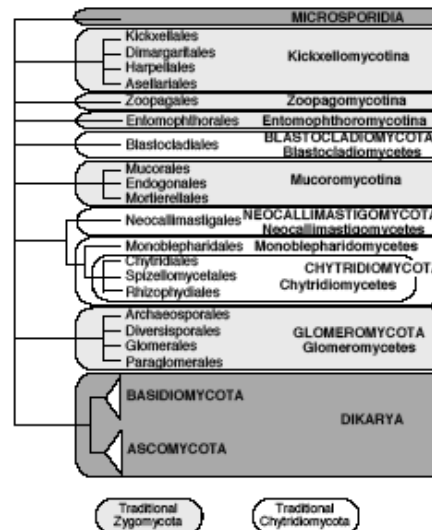 MICROSPORIDIA
Kickxellales
Dimargaritales
Harpellales
Asellariales
Kickxellomycotina
Zoopagales Zoopagomycotina
Entomophthorales Entomophthoromycotina
Blastocladiales
BLASTOCLADIOMYCOTA
Blastocladiomycetes
Mucorales
Endogonales
Mortierellales
Mucoromycotina
Neocallimastigales
NEOCALLIMASTIGOMYCOTA
Neocallimastigomycetes
Monoblepharidales Monoblepharidomycetes
Chytridiales
Spizellomycetales
Rhizophydiales
CHYTRIDIOMYCOTA
Chytridiomycetes
Archaeosporales
Diversisporales
Glomerales
Paraglomerales
GLOMEROMYCOTA
Glomeromycetes
BASIDIOMYCOTA
DIKARYA
ASCOMYCOTA
Traditional
Zygomycota
Traditional
Chytridiomycota